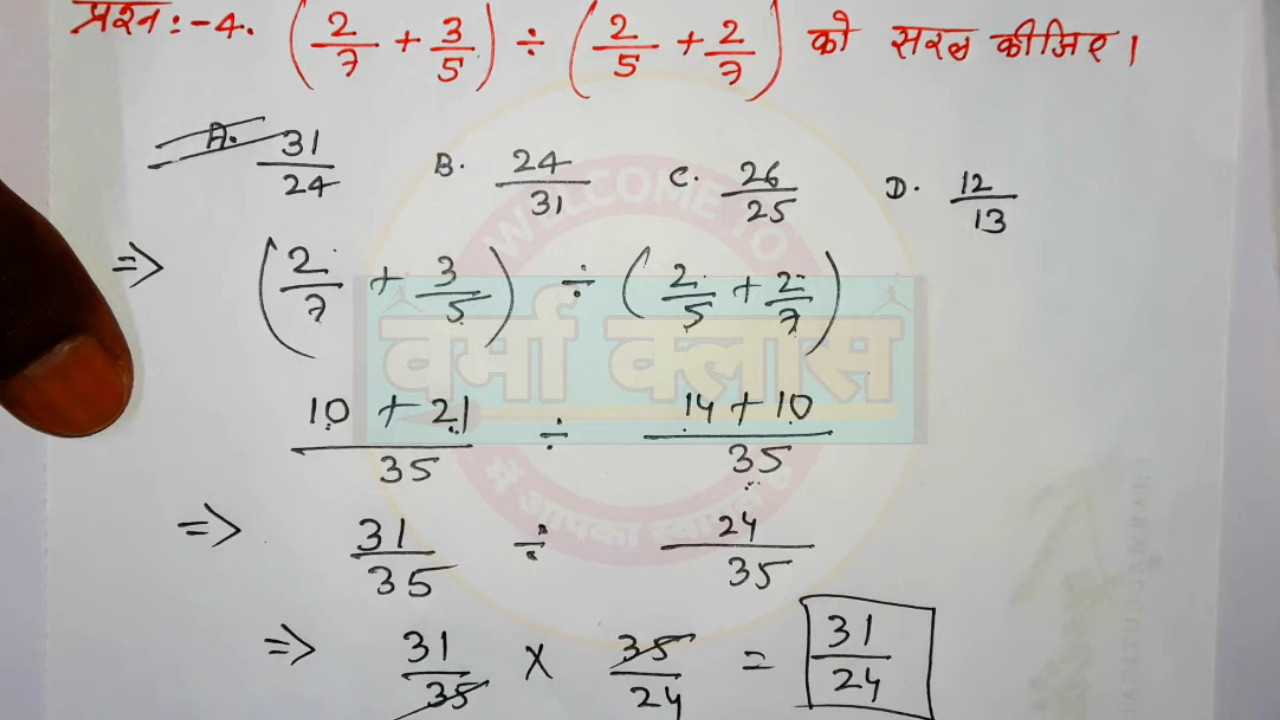 प्रश्न:-4. (2/7 + 3/5) ÷ (2/5 + 2/7) को सरल कीजिए।
A. 31/24 B. 24/31 C. 26/25 D. 12/13
=> (2/7 + 3/5) ÷ (2/5 + 2/7)
10 + 21/35 ÷ 14 + 10/35
=> 31/35 ÷ 24/35
=> 31/35 X 35/24 = 31/24
WELCOME TO
वर्मा क्लास
में आपका स्वागत है